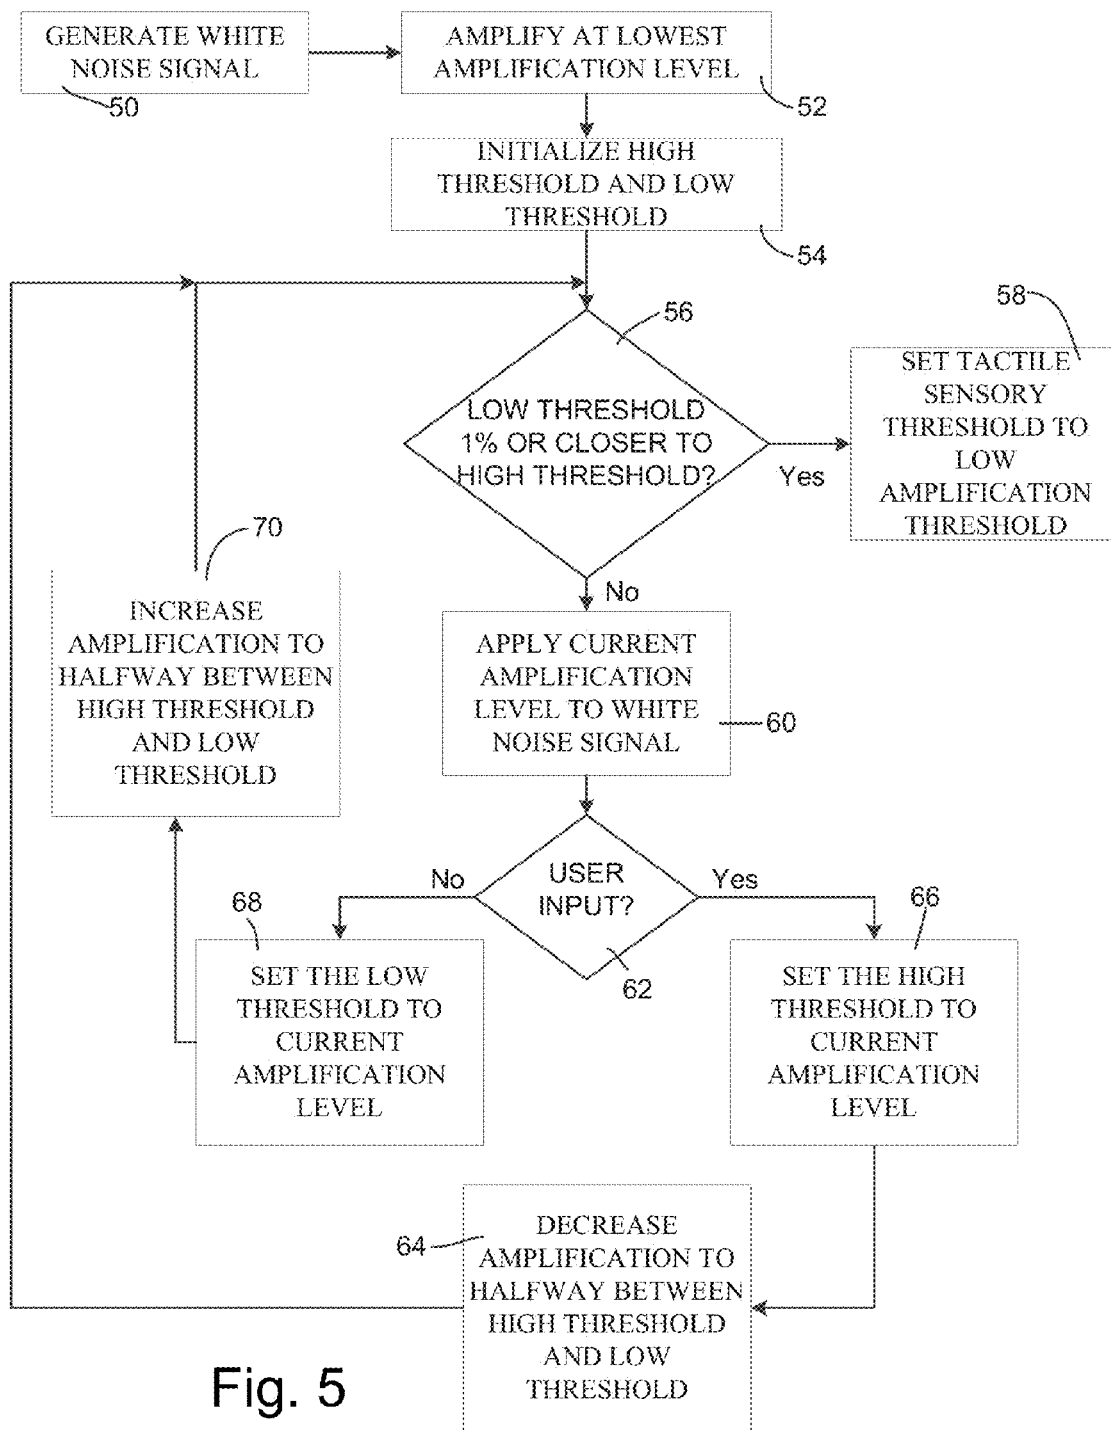 GENERATE WHITE
NOISE SIGNAL
50
AMPLIFY AT LOWEST
AMPLIFICATION LEVEL
52
INITIALIZE HIGH
THRESHOLD AND LOW
THRESHOLD
54
56
LOW THRESHOLD
1% OR CLOSER TO
HIGH THRESHOLD?
Yes
58
SET TACTILE
SENSORY
THRESHOLD TO
LOW
AMPLIFICATION
THRESHOLD
No
70
INCREASE
AMPLIFICATION TO
HALFWAY BETWEEN
HIGH THRESHOLD
AND LOW
THRESHOLD
APPLY CURRENT
AMPLIFICATION
LEVEL TO WHITE
NOISE SIGNAL
60
USER
INPUT?
No
Yes
62
68
SET THE LOW
THRESHOLD TO
CURRENT
AMPLIFICATION
LEVEL
66
SET THE HIGH
THRESHOLD TO
CURRENT
AMPLIFICATION
LEVEL
64
DECREASE
AMPLIFICATION TO
HALFWAY BETWEEN
HIGH THRESHOLD
AND LOW
THRESHOLD
Fig. 5